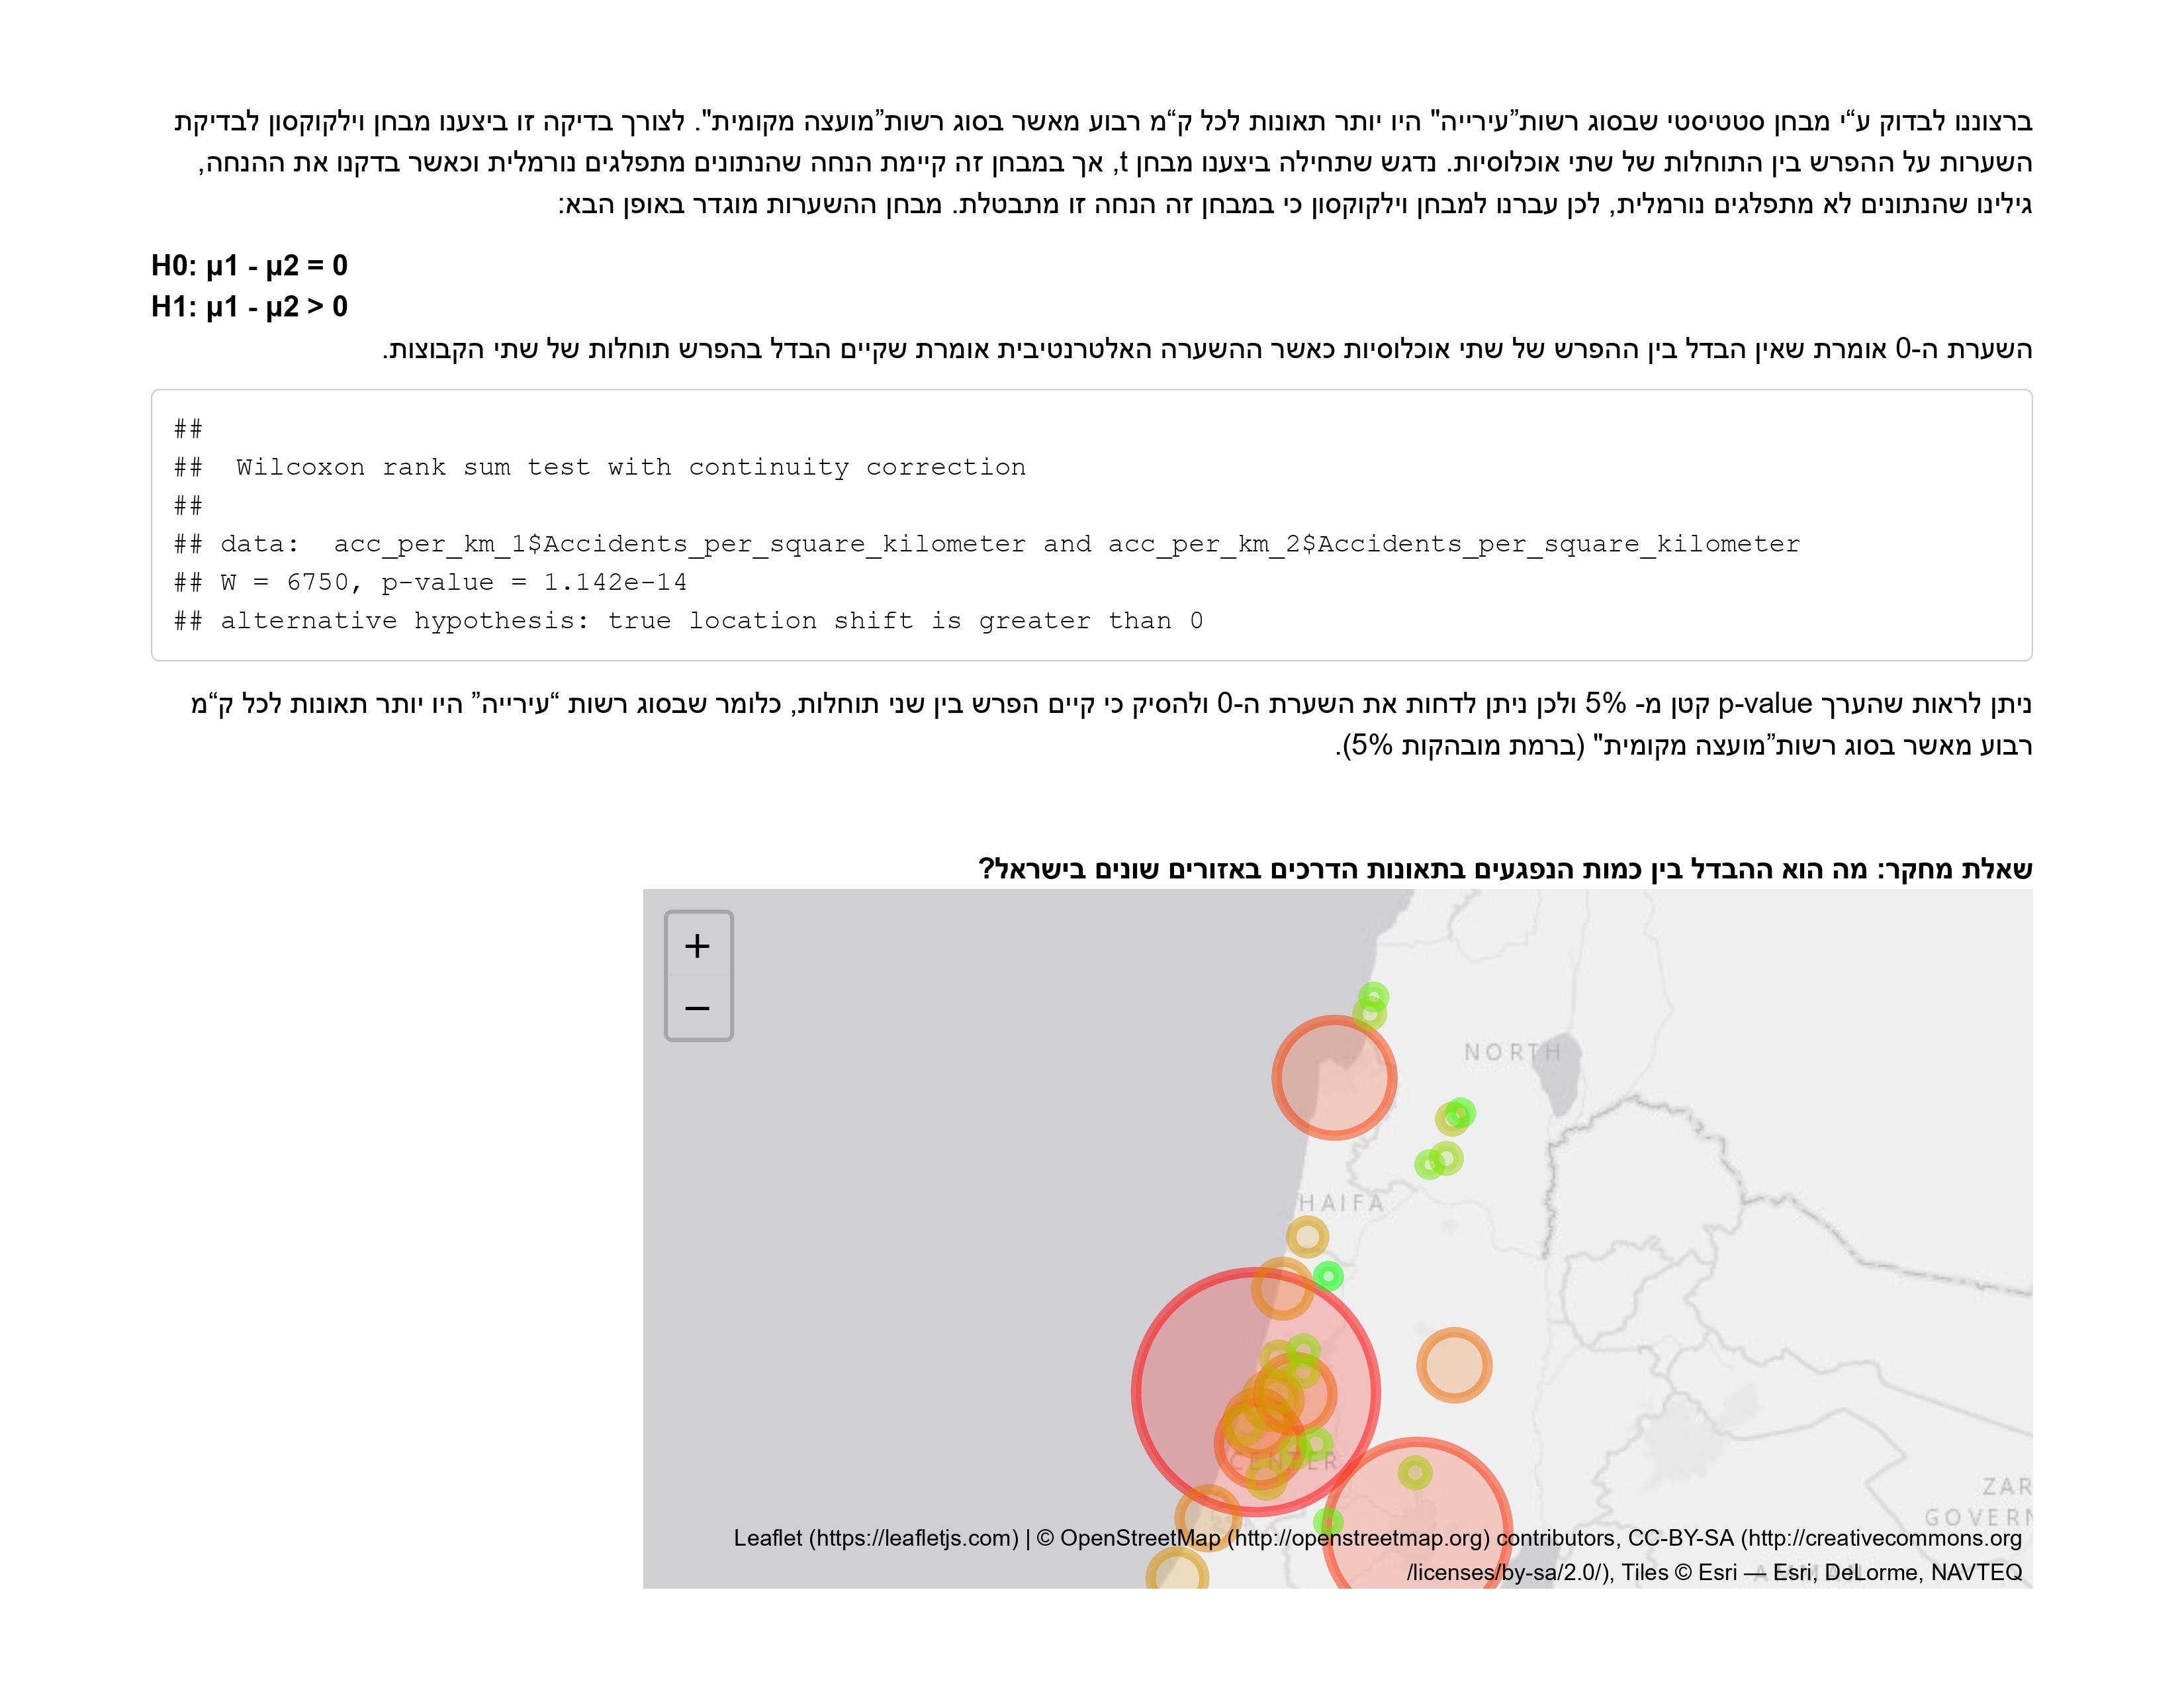 ברצוננו לבדוק ע“י מבחן סטטיסטי שבסוג רשות”עירייה" היו יותר תאונות לכל ק“מ רבוע מאשר בסוג רשות”מועצה מקומית". לצורך בדיקה זו ביצענו מבחן וילקוקסון לבדיקת
השערות על ההפרש בין התוחלות של שתי אוכלוסיות. נדגש שתחילה ביצענו מבחן t, אך במבחן זה קיימת הנחה שהנתונים מתפלגים נורמלית וכאשר בדקנו את ההנחה,
גילינו שהנתונים לא מתפלגים נורמלית, לכן עברנו למבחן וילקוקסון כי במבחן זה הנחה זו מתבטלת. מבחן ההשערות מוגדר באופן הבא:
H0: µ1 - µ2 = 0
H1: µ1 - µ2 > 0
השערת ה-0 אומרת שאין הבדל בין ההפרש של שתי אוכלוסיות כאשר ההשערה האלטרנטיבית אומרת שקיים הבדל בהפרש תוחלות של שתי הקבוצות.
##
##  Wilcoxon rank sum test with continuity correction
##
## data:  acc_per_km_1$Accidents_per_square_kilometer and acc_per_km_2$Accidents_per_square_kilometer
## W = 6750, p-value = 1.142e-14
## alternative hypothesis: true location shift is greater than 0
ניתן לראות שהערך p-value קטן מ- 5% ולכן ניתן לדחות את השערת ה-0 ולהסיק כי קיים הפרש בין שני תוחלות, כלומר שבסוג רשות “עירייה” היו יותר תאונות לכל ק“מ
רבוע מאשר בסוג רשות”מועצה מקומית" (ברמת מובהקות 5%).
שאלת מחקר: מה הוא ההבדל בין כמות הנפגעים בתאונות הדרכים באזורים שונים בישראל?
+
−
NORTH
HAIFA
CENTER
ZAR
GOVERN
Leaflet (https://leafletjs.com) | © OpenStreetMap (http://openstreetmap.org) contributors, CC-BY-SA (http://creativecommons.org
/licenses/by-sa/2.0/), Tiles © Esri — Esri, DeLorme, NAVTEQ